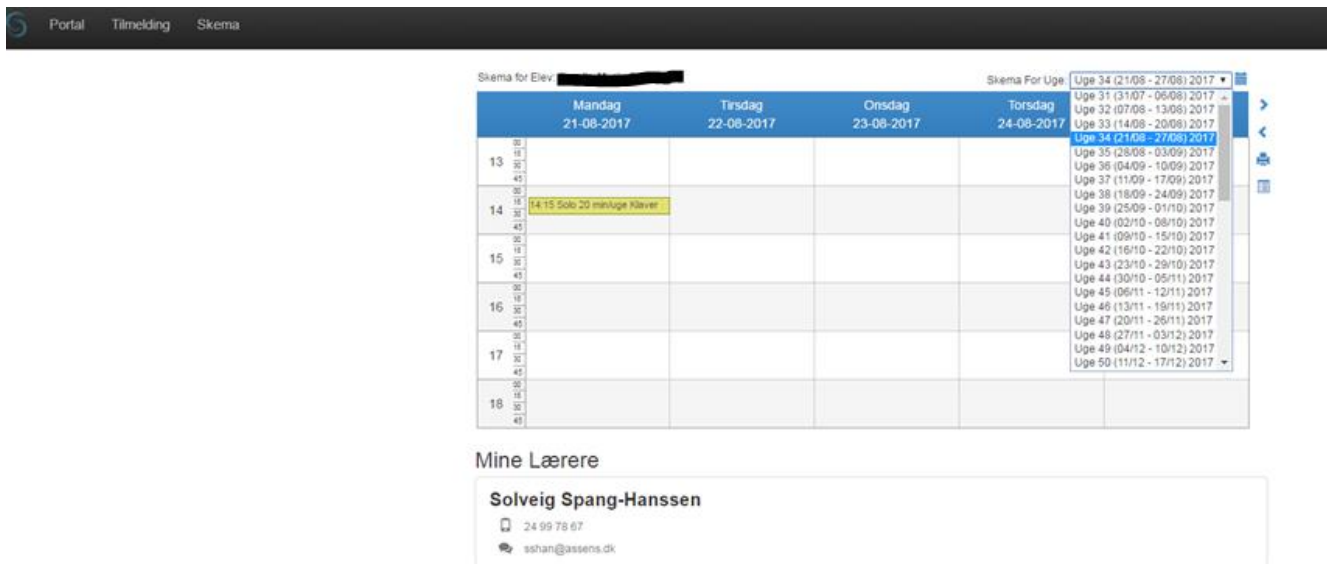 Portal Tilmelding Skema
Skema for Elev:
Skema For Uge: Uge 34 (21/08 - 27/08) 2017
Mandag Tirsdag Onsdag Torsdag
21-08-2017 22-08-2017 23-08-2017 24-08-2017
Uge 31 (31/07 - 06/08) 2017
Uge 32 (07/08 - 13/08) 2017
Uge 33 (14/08 - 20/08) 2017
Uge 34 (21/08 - 27/08) 2017
Uge 35 (28/08 - 03/09) 2017
Uge 36 (04/09 - 10/09) 2017
Uge 37 (11/09 - 17/09) 2017
Uge 38 (18/09 - 24/09) 2017
Uge 39 (25/09 - 01/10) 2017
Uge 40 (02/10 - 08/10) 2017
Uge 41 (09/10 - 15/10) 2017
Uge 42 (16/10 - 22/10) 2017
Uge 43 (23/10 - 29/10) 2017
Uge 44 (30/10 - 05/11) 2017
Uge 45 (06/11 - 12/11) 2017
Uge 46 (13/11 - 19/11) 2017
Uge 47 (20/11 - 26/11) 2017
Uge 48 (27/11 - 03/12) 2017
Uge 49 (04/12 - 10/12) 2017
Uge 50 (11/12 - 17/12) 2017
13
45
14
14:15 Solo 20 min/uge Klaver
45
15
45
16
45
17
45
18
45
Mine Lærere
Solveig Spang-Hanssen
24 99 78 67
sshan@assens.dk